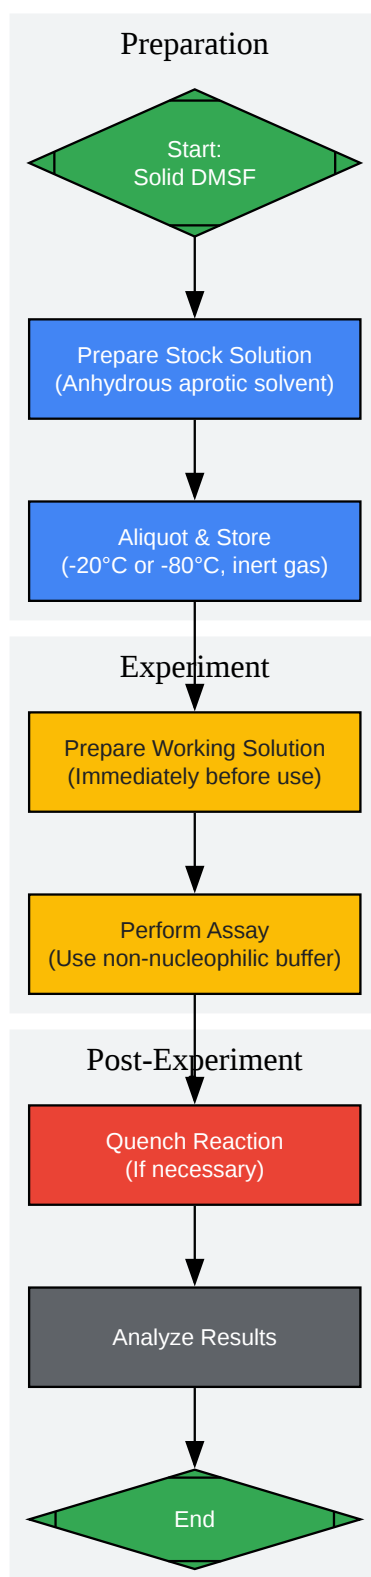 Preparation
Start:
Solid DMSF
Prepare Stock Solution
(Anhydrous aprotic solvent)
Aliquot & Store
(-20°C or -80°C, inert gas)
Experiment
Prepare Working Solution
(Immediately before use)
Perform Assay
(Use non-nucleophilic buffer)
Post-Experiment
Quench Reaction
(If necessary)
Analyze Results
End